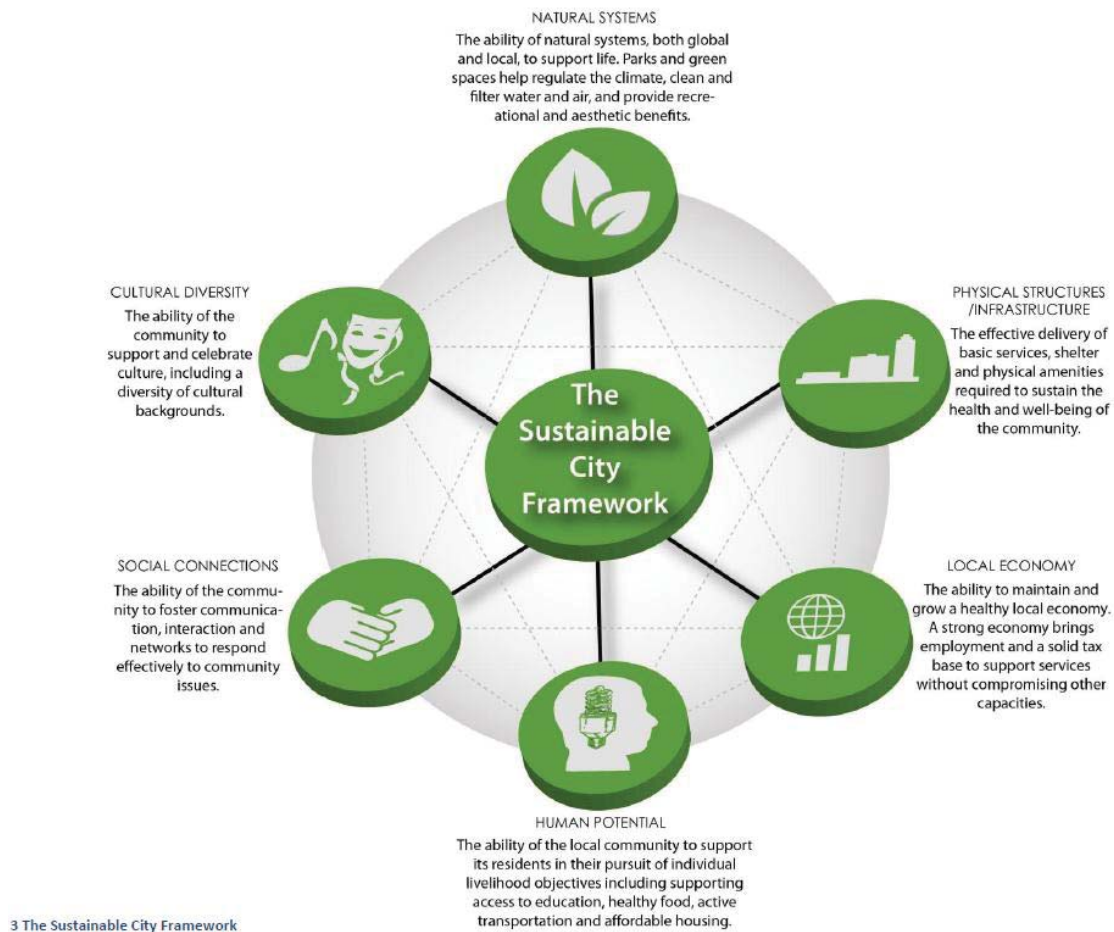 NATURAL SYSTEMS
The ability of natural systems, both global
and local, to support life. Parks and green
spaces help regulate the climate, clean and
filter water and air, and provide recre-
ational and aesthetic benefits.
CULTURAL DIVERSITY
The ability of the
community to
support and celebrate
culture, including a
diversity of cultural
backgrounds.
PHYSICAL STRUCTURES
/INFRASTRUCTURE
The effective delivery of
basic services, shelter
and physical amenities
required to sustain the
health and well-being of
the community.
The
Sustainable
City
Framework
SOCIAL CONNECTIONS
The ability of the commu-
nity to foster communica-
tion, interaction and
networks to respond
effectively to community
issues.
LOCAL ECONOMY
The ability to maintain and
grow a healthy local economy.
A strong economy brings
employment and a solid tax
base to support services
without compromising other
capacities.
HUMAN POTENTIAL
The ability of the local community to support
its residents in their pursuit of individual
livelihood objectives including supporting
access to education, healthy food, active
transportation and affordable housing.
3 The Sustainable City Framework